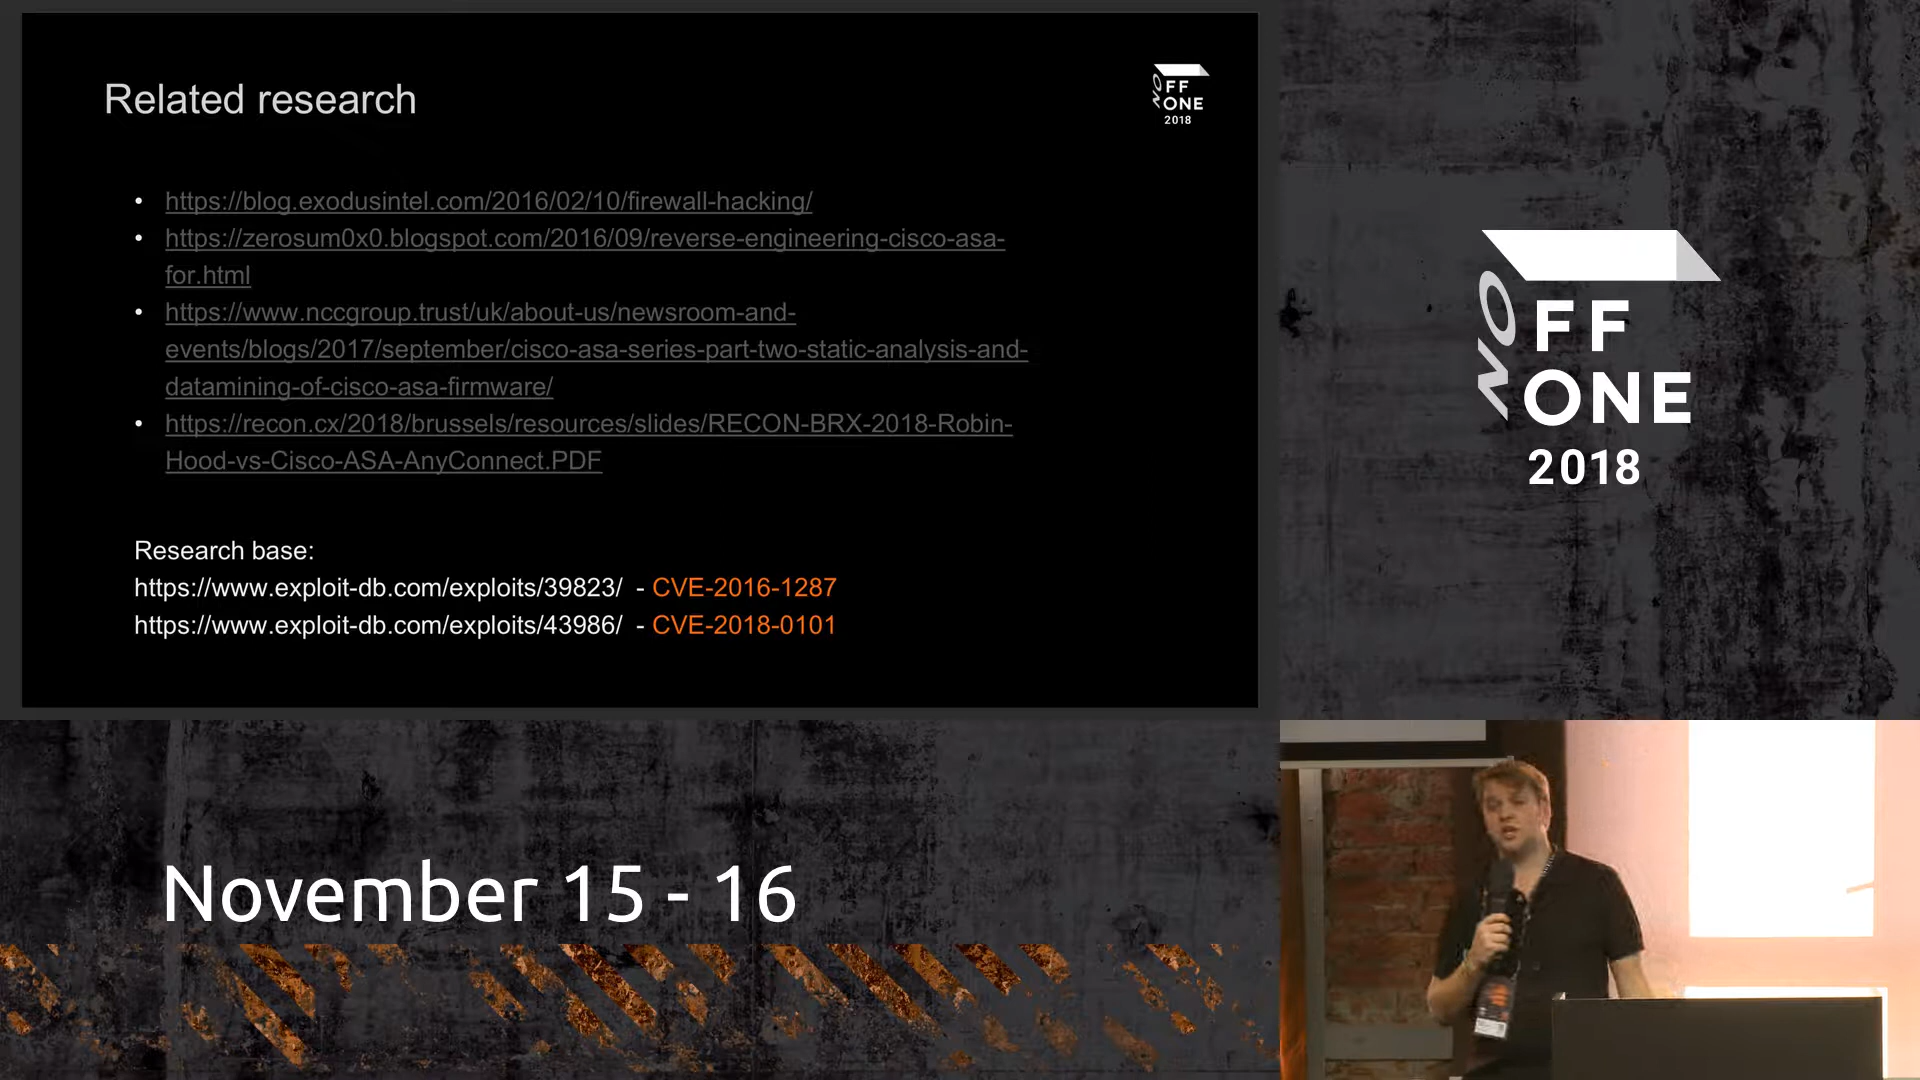 Related research
NO
FF
ONE
2018
https://blog.exodusintel.com/2016/02/10/firewall-hacking/
https://zerosum0x0.blogspot.com/2016/09/reverse-engineering-cisco-asa-
for.html
https://www.nccgroup.trust/uk/about-us/newsroom-and-
events/blogs/2017/september/cisco-asa-series-part-two-static-analysis-and-
datamining-of-cisco-asa-firmware/
https://recon.cx/2018/brussels/resources/slides/RECON-BRX-2018-Robin-
Hood-vs-Cisco-ASA-AnyConnect.PDF
Research base:
https://www.exploit-db.com/exploits/39823/ - CVE-2016-1287
https://www.exploit-db.com/exploits/43986/ - CVE-2018-0101
NO
FF
ONE
2018
November 15 - 16